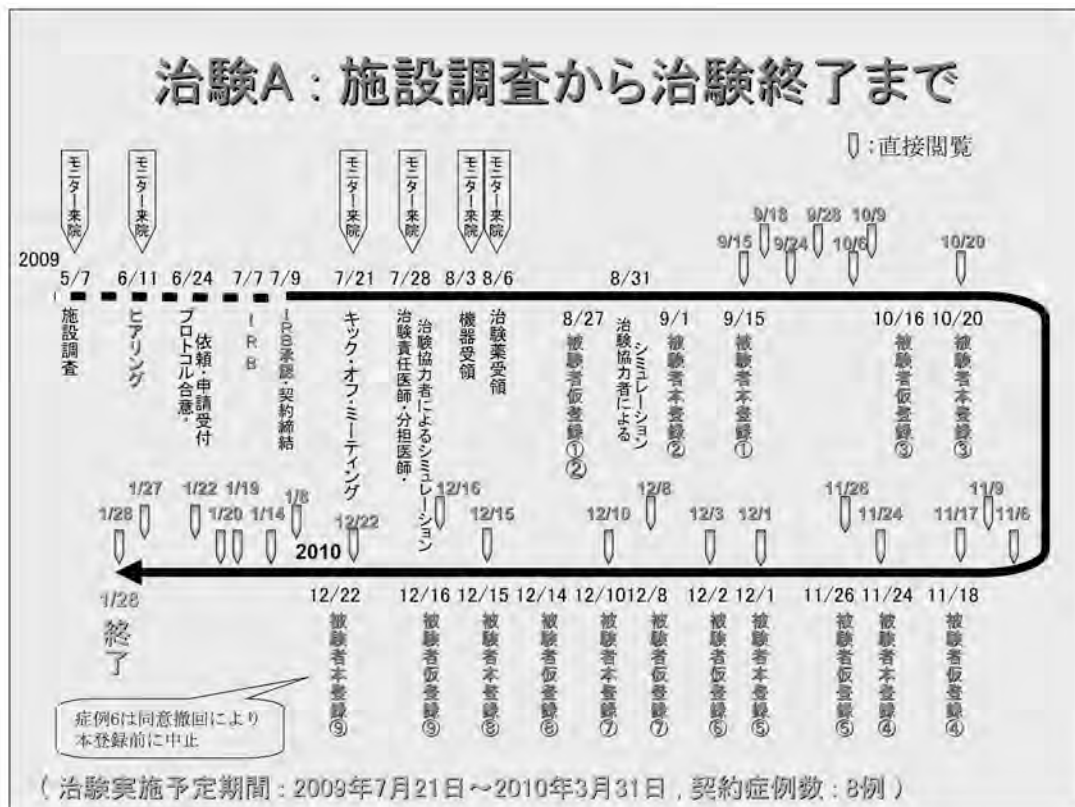 治験A：施設調査から治験終了まで
：直接閲覧
モニター来院
モニター来院
モニター来院
モニター来院
モニター来院
モニター来院
9/18
9/28
10/9
9/15
9/24
10/6
10/20
2009
5/7
6/11
6/24
7/7
7/9
7/21
7/28
8/3
8/6
8/31
施設調査
ヒアリング
プロトコル合意・
依頼・申請受付
IRB
IRB承認・契約締結
キック・オフ・ミーティング
治験責任医師・分担医師・
治験協力者によるシミュレーション
機器受領
治験薬受領
8/27
被験者仮登録①②
治験協力者による
シミュレーション
9/1
被験者本登録②
9/15
被験者本登録①
10/16
被験者仮登録③
10/20
被験者本登録③
1/28
1/27
1/22
1/20
1/19
1/14
1/8
2010
12/22
12/16
12/15
12/10
12/8
12/3
12/1
11/26
11/24
11/17
11/9
11/6
1/28
終了
12/22
被験者本登録⑨
12/16
被験者仮登録⑨
12/15
被験者本登録⑧
12/14
被験者仮登録⑧
12/10
被験者本登録⑦
12/8
被験者仮登録⑦
12/2
被験者仮登録⑥
12/1
被験者本登録⑤
11/26
被験者仮登録⑤
11/24
被験者本登録④
11/18
被験者仮登録④
症例6は同意撤回により
本登録前に中止
（治験実施予定期間：2009年7月21日～2010年3月31日，契約症例数：8例）